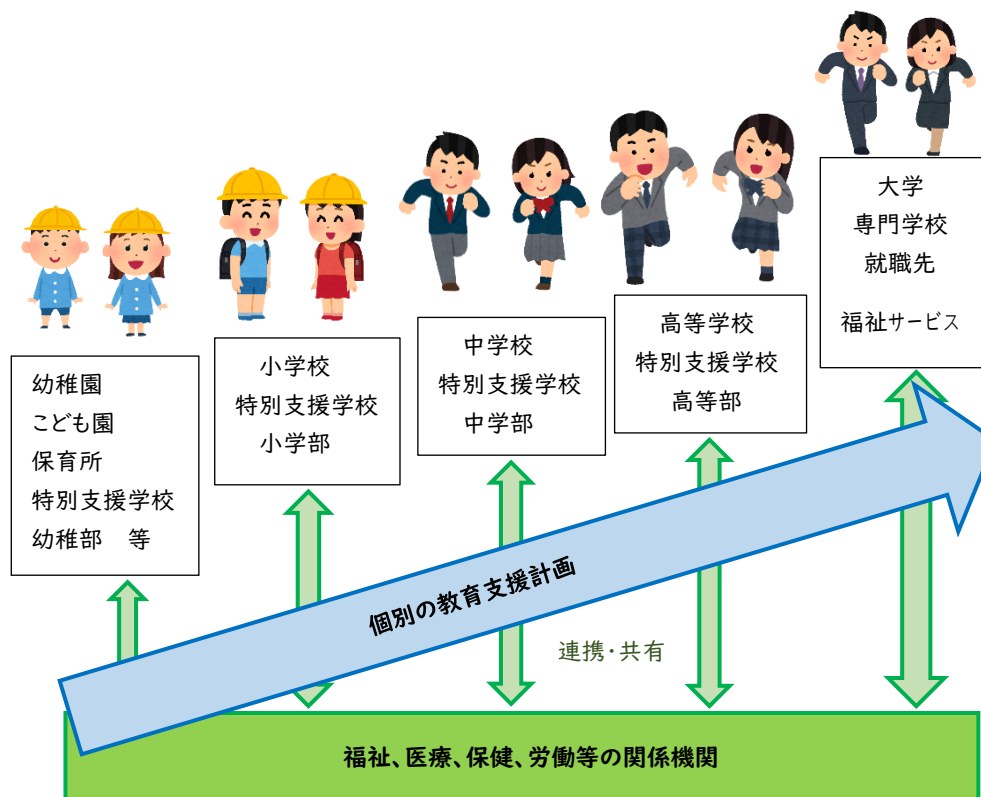 幼稚園
こども園
保育所
特別支援学校
幼稚部　等
小学校
特別支援学校
小学部
中学校
特別支援学校
中学部
高等学校
特別支援学校
高等部
大学
専門学校
就職先
福祉サービス
個別の教育支援計画
連携・共有
福祉、医療、保健、労働等の関係機関